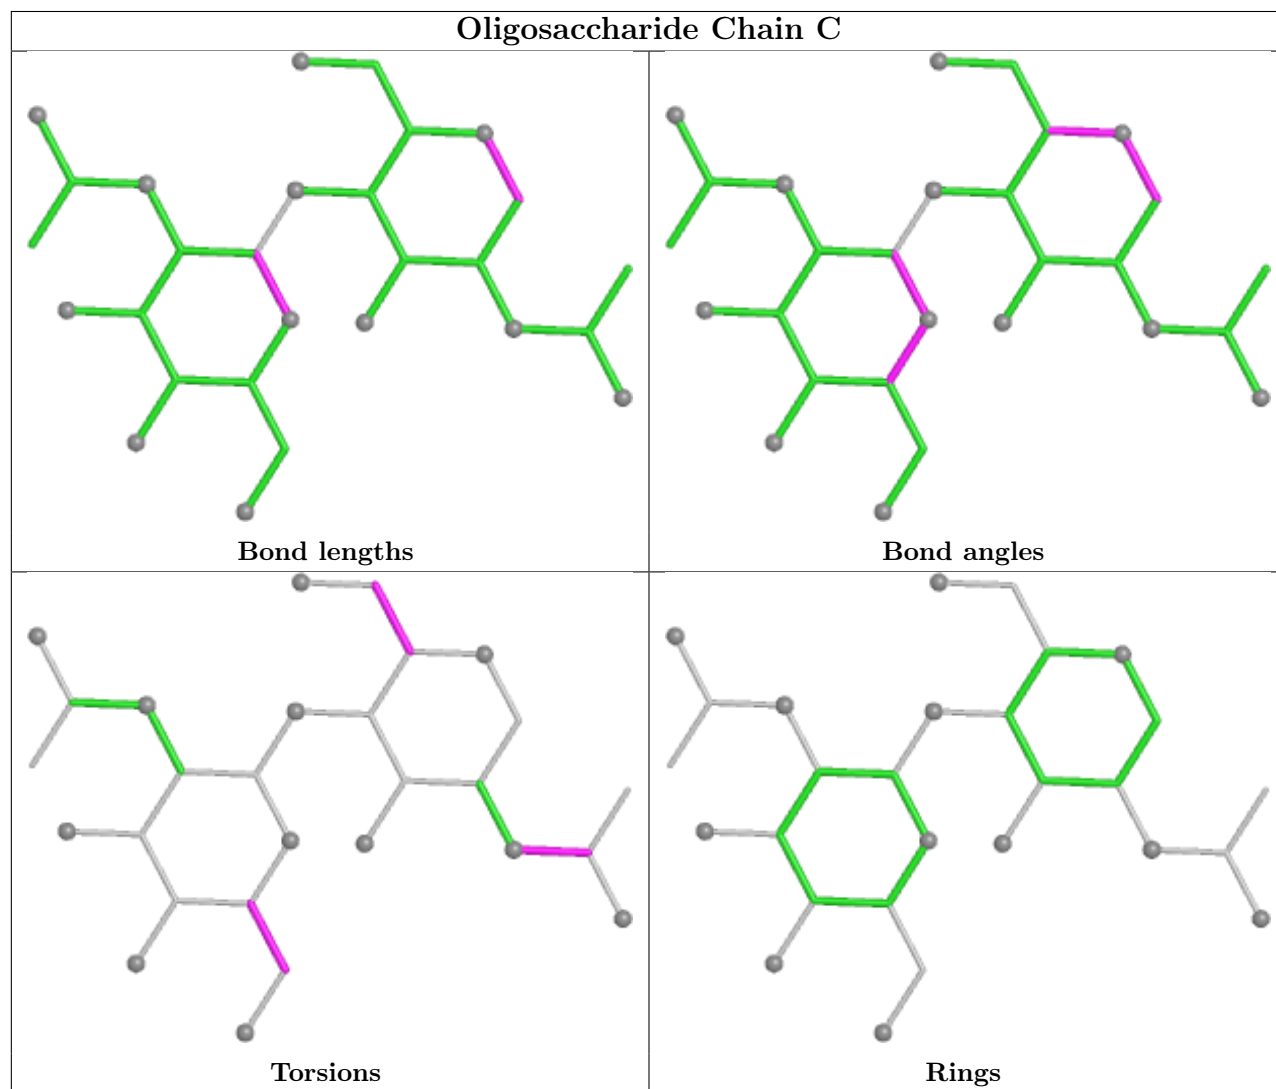 Oligosaccharide Chain C
Bond lengths
Bond angles
Torsions
Rings